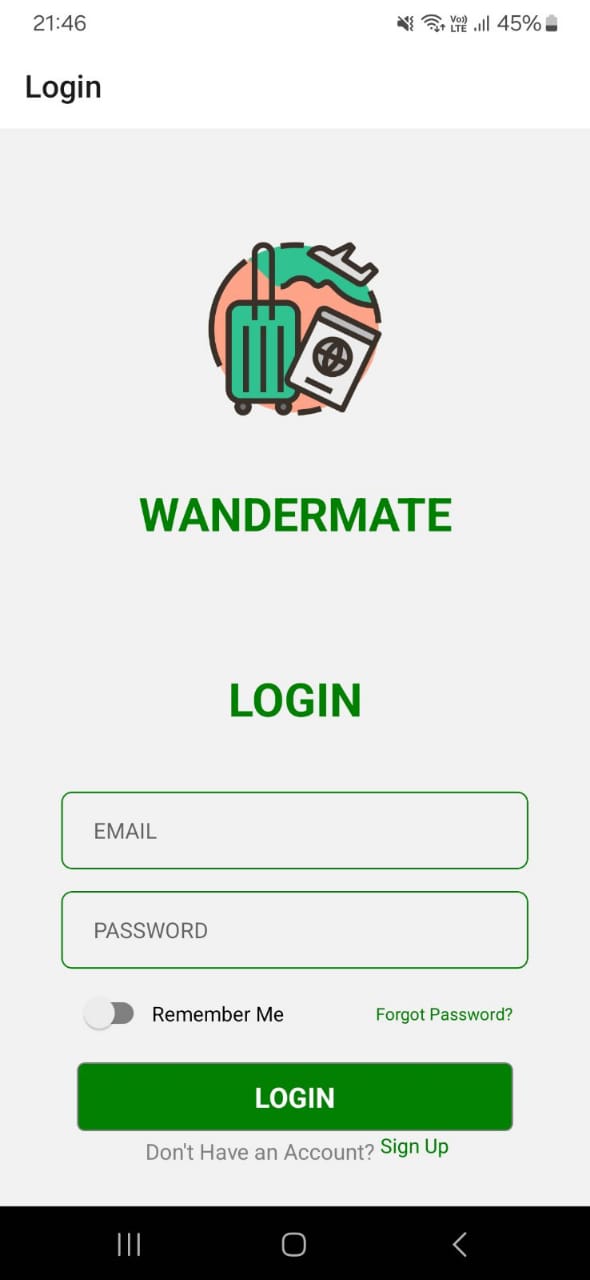 21:46 Vo)) LTE 45%
Login
WANDERMATE
LOGIN
EMAIL
PASSWORD
Remember Me Forgot Password?
LOGIN
Don't Have an Account? Sign Up